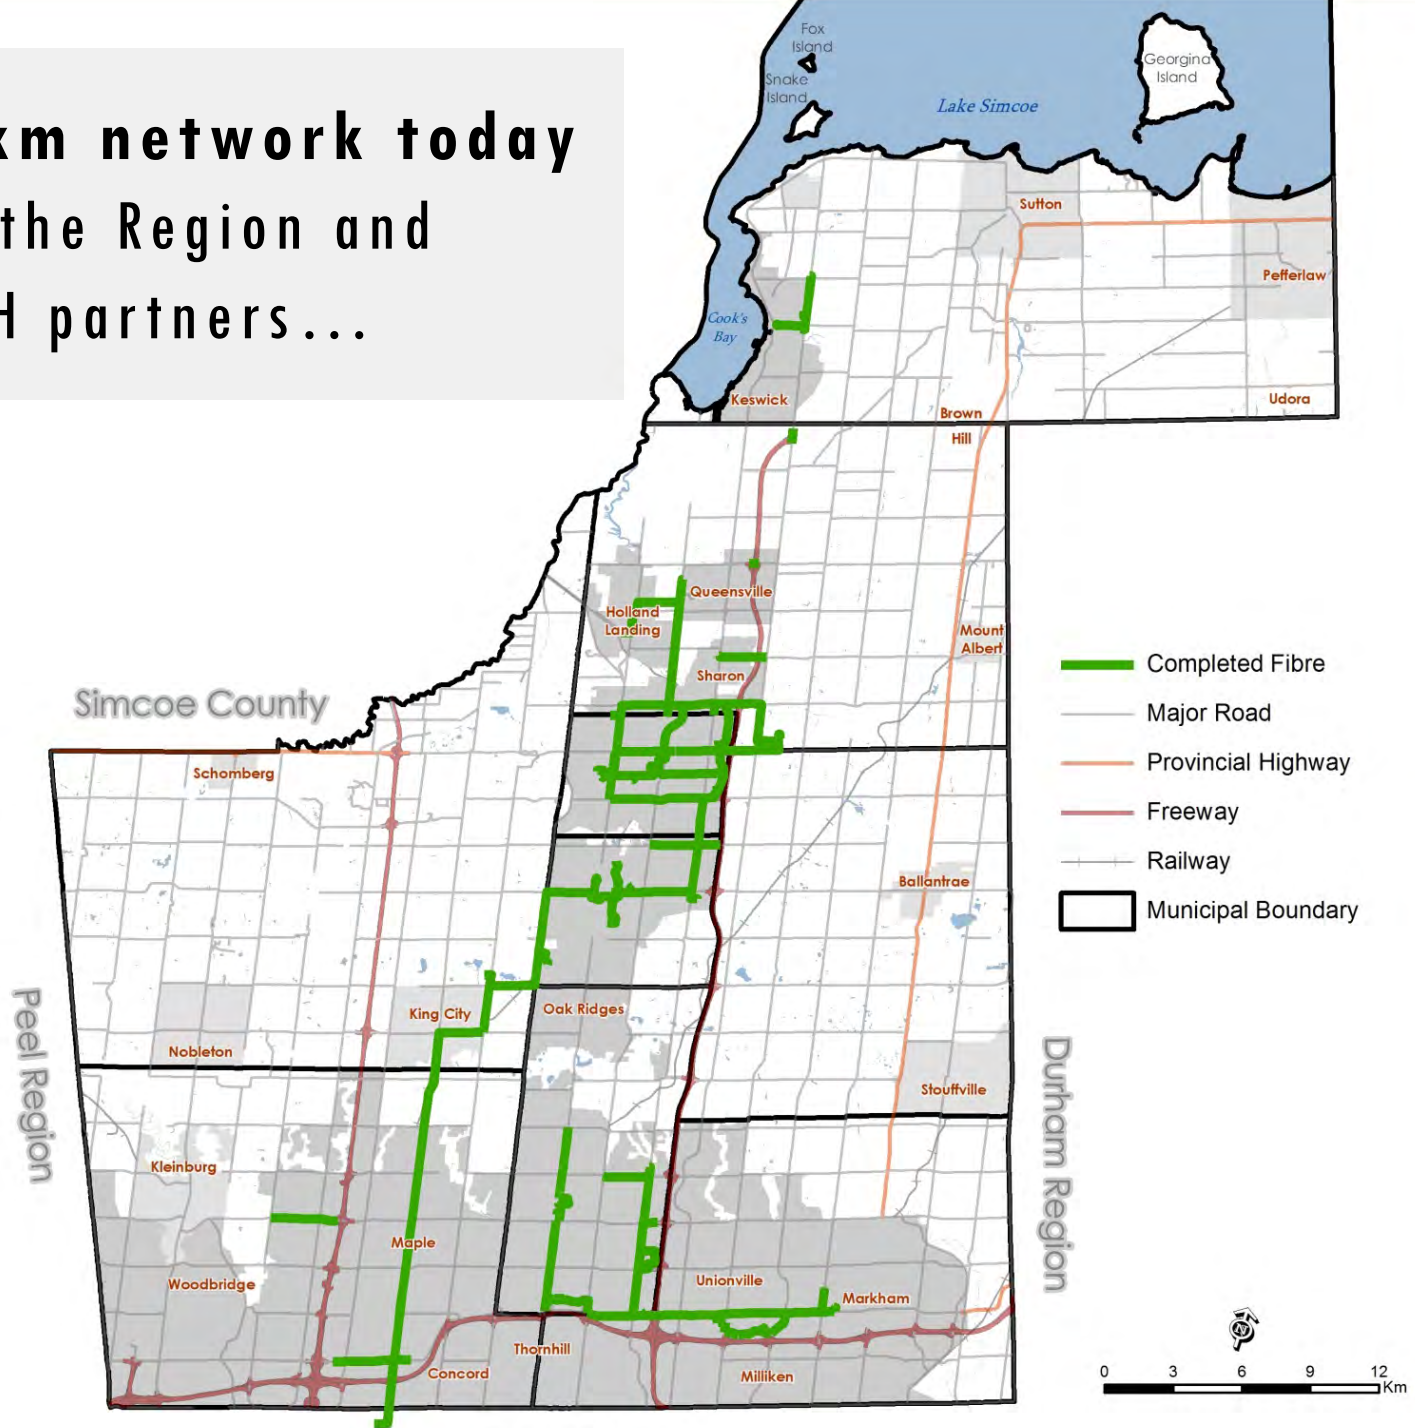 km network today
the Region and
H partners...
Fox
Island
Snake
Island
Georgina
Island
Lake Simcoe
Sutton
Pefferlaw
Cook's
Bay
Keswick
Udora
Brown
Hill
Queensville
Holland
Landing
Mount
Albert
Sharon
Simcoe County
Schomberg
Completed Fibre
Major Road
Provincial Highway
Freeway
Railway
Municipal Boundary
Ballantrae
King City
Oak Ridges
Nobleton
Stouffville
Peel Region
Durham Region
Kleinburg
Maple
Woodbridge
Unionville
Markham
Thornhill
Concord
Milliken
N
0 3 6 9 12
Km